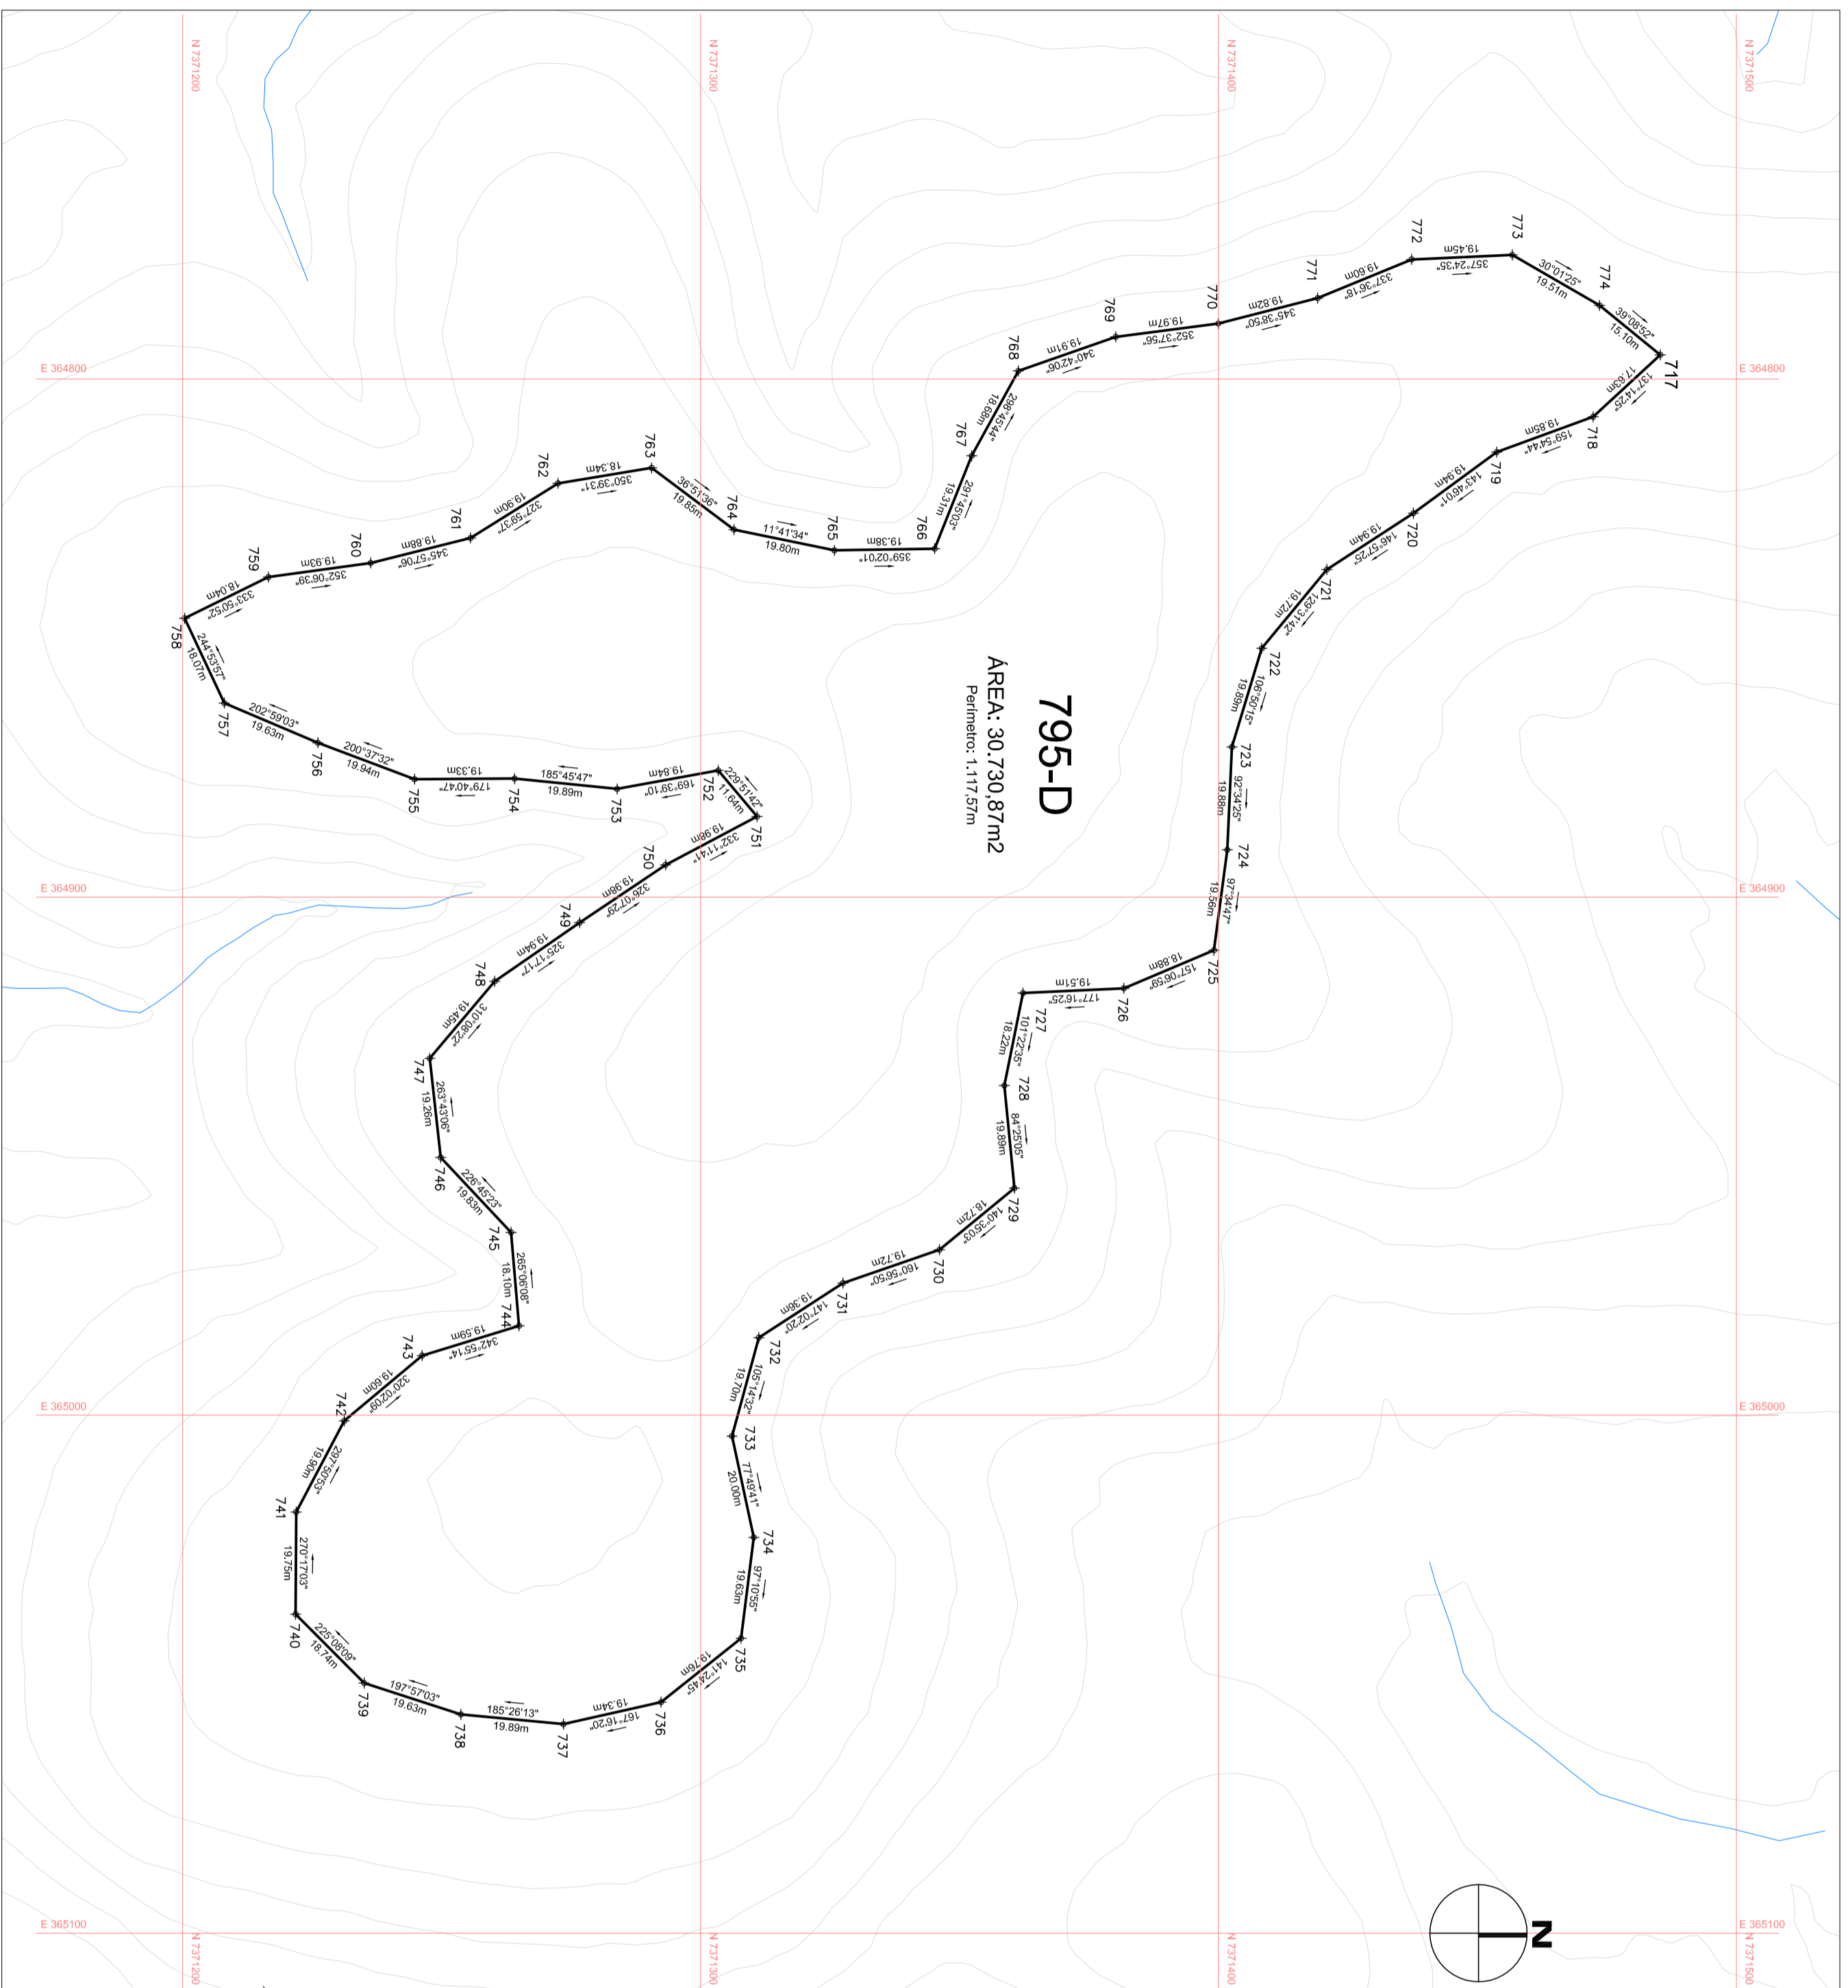 795-D
ÁREA: 30.730,87m2
Perímetro: 1.117,57m
N
N 7371200
N 7371300
N 7371400
N 7371500
E 364800
E 364800
E 364900
E 364900
E 365000
E 365000
E 365100
E 365100
N 7371200
N 7371300
N 7371400
N 7371500
717
137°14'25"
17.63m
718
159°54'44"
19.85m
719
143°46'01"
19.94m
720
146°57'25"
19.94m
721
129°31'42"
19.72m
722
106°50'15"
19.89m
723
92°34'25"
19.88m
724
97°34'47"
19.56m
725
157°06'59"
18.88m
726
177°16'25"
19.51m
727
101°22'35"
18.22m
728
84°25'05"
19.89m
729
140°35'03"
18.72m
730
160°56'50"
19.72m
731
147°02'20"
19.36m
732
105°14'32"
19.70m
733
77°49'41"
20.00m
734
97°10'55"
19.63m
735
141°24'45"
19.76m
736
167°16'20"
19.34m
737
185°26'13"
19.89m
738
197°57'03"
19.63m
739
225°08'09"
18.74m
740
270°17'03"
19.75m
741
297°50'53"
19.90m
742
320°02'09"
19.60m
743
342°55'14"
19.59m
744
265°06'08"
18.10m
745
226°45'23"
19.83m
746
263°43'06"
19.26m
747
310°08'22"
19.45m
748
325°17'17"
19.94m
749
326°07'29"
19.98m
750
332°11'41"
19.98m
751
229°51'42"
11.64m
752
169°39'10"
19.84m
753
185°45'47"
19.89m
754
179°40'47"
19.33m
755
200°37'32"
19.94m
756
202°59'03"
19.63m
757
244°53'57"
18.07m
758
333°50'52"
18.04m
759
352°06'39"
19.93m
760
345°57'06"
19.88m
761
327°59'37"
19.90m
762
350°39'31"
18.34m
763
36°51'36"
19.85m
764
11°41'34"
19.80m
765
359°02'01"
19.38m
766
291°45'03"
19.31m
767
298°45'44"
18.68m
768
340°42'06"
19.91m
769
352°37'56"
19.97m
770
345°38'50"
19.82m
771
337°36'18"
19.60m
772
357°24'35"
19.45m
773
30°01'25"
19.51m
774
39°08'52"
15.10m